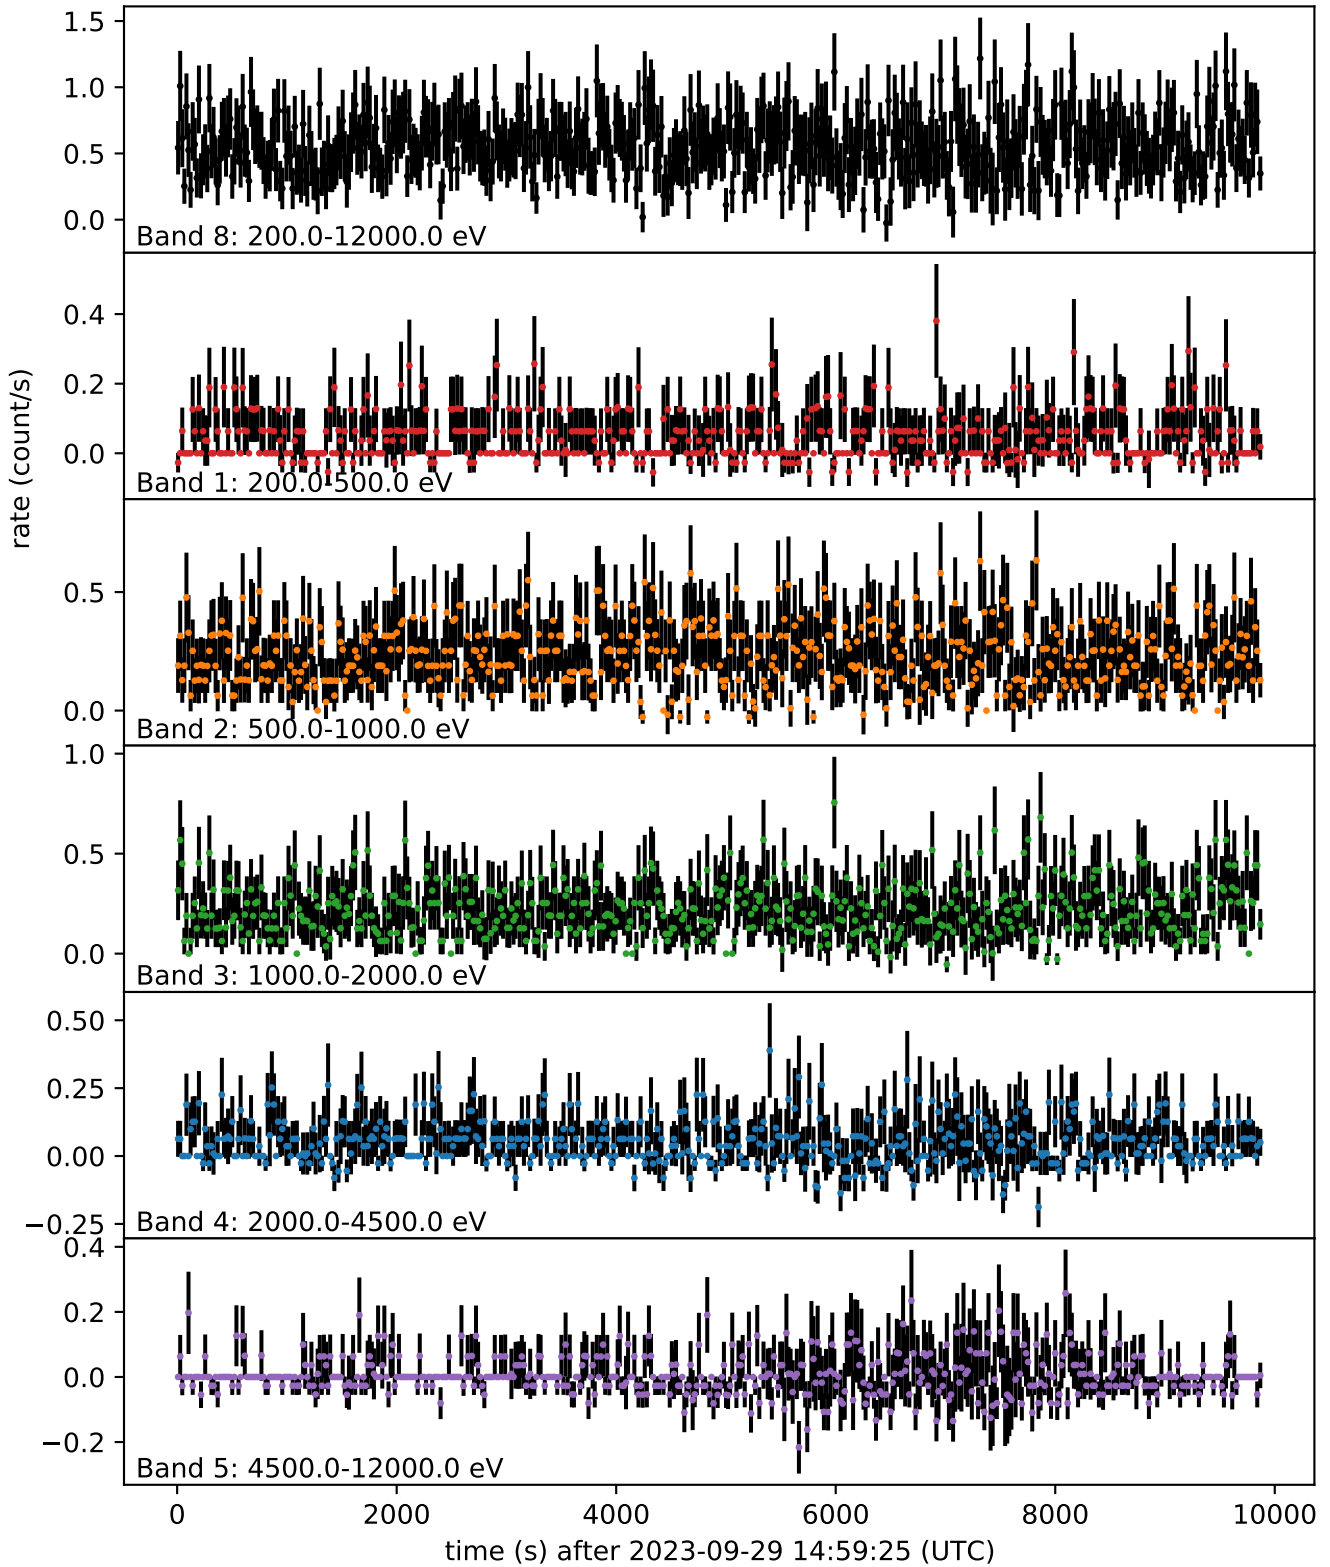 1.5
1.0
0.5
0.0
Band 8: 200.0-12000.0 eV
0.4
0.2
0.0
Band 1: 200.0-500.0 eV
rate (count/s)
0.5
0.0
Band 2: 500.0-1000.0 eV
1.0
0.5
0.0
Band 3: 1000.0-2000.0 eV
0.50
0.25
0.00
−0.25
Band 4: 2000.0-4500.0 eV
0.4
0.2
0.0
−0.2
Band 5: 4500.0-12000.0 eV
0 2000 4000 6000 8000 10000
time (s) after 2023-09-29 14:59:25 (UTC)